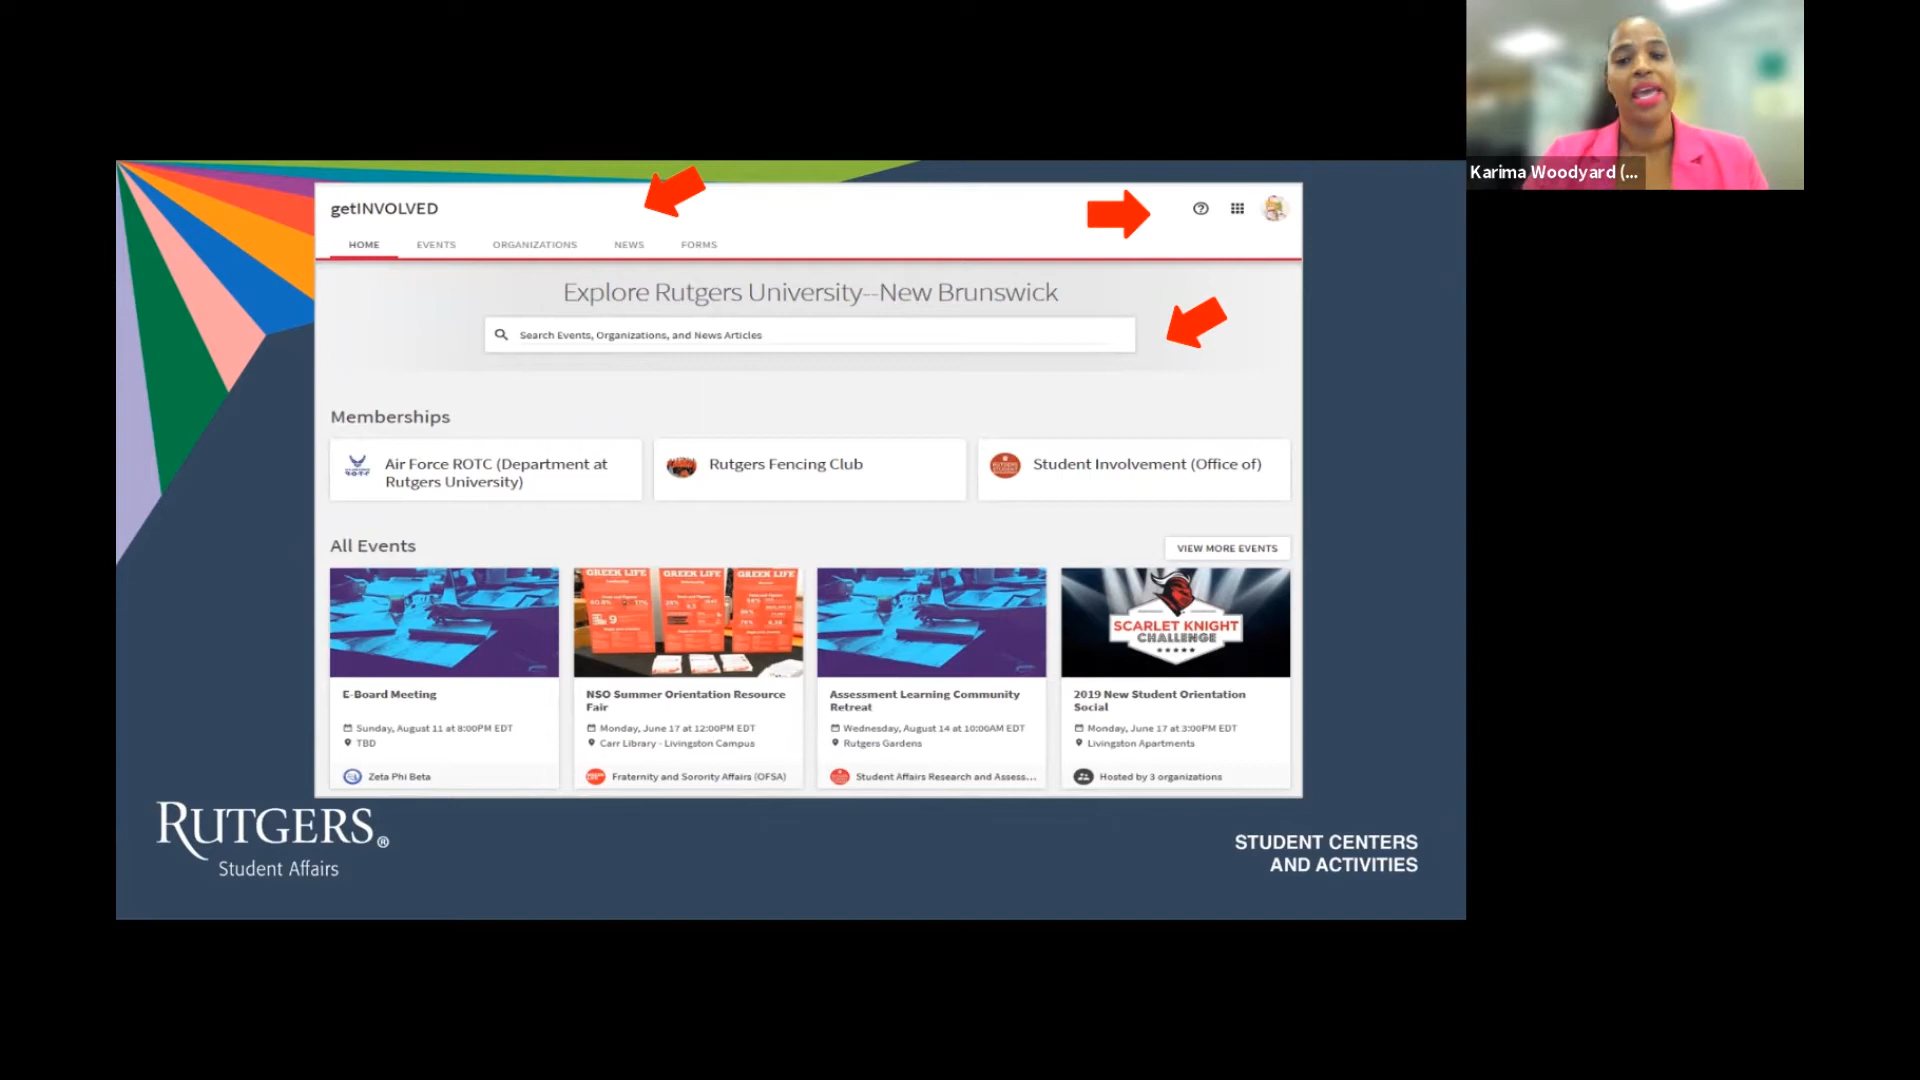 Karima Woodyard (...
getINVOLVED
HOME EVENTS ORGANIZATIONS NEWS FORMS
Explore Rutgers University--New Brunswick
Search Events, Organizations, and News Articles
Memberships
Air Force ROTC (Department at
Rutgers University)
Rutgers Fencing Club
Student Involvement (Office of)
All Events
VIEW MORE EVENTS
GREEK LIFE GREEK LIFE GREEK LIFE
SCARLET KNIGHT
CHALLENGE
E-Board Meeting
Sunday, August 11 at 8:00PM EDT
TBD
Zeta Phi Beta
NSO Summer Orientation Resource
Fair
Monday, June 17 at 12:00PM EDT
Carr Library - Livingston Campus
Fraternity and Sorority Affairs (OFSA)
Assessment Learning Community
Retreat
Wednesday, August 14 at 10:00AM EDT
Rutgers Gardens
Student Affairs Research and Assess...
2019 New Student Orientation
Social
Monday, June 17 at 3:00PM EDT
Livingston Apartments
Hosted by 3 organizations
RUTGERS®
Student Affairs
STUDENT CENTERS
AND ACTIVITIES